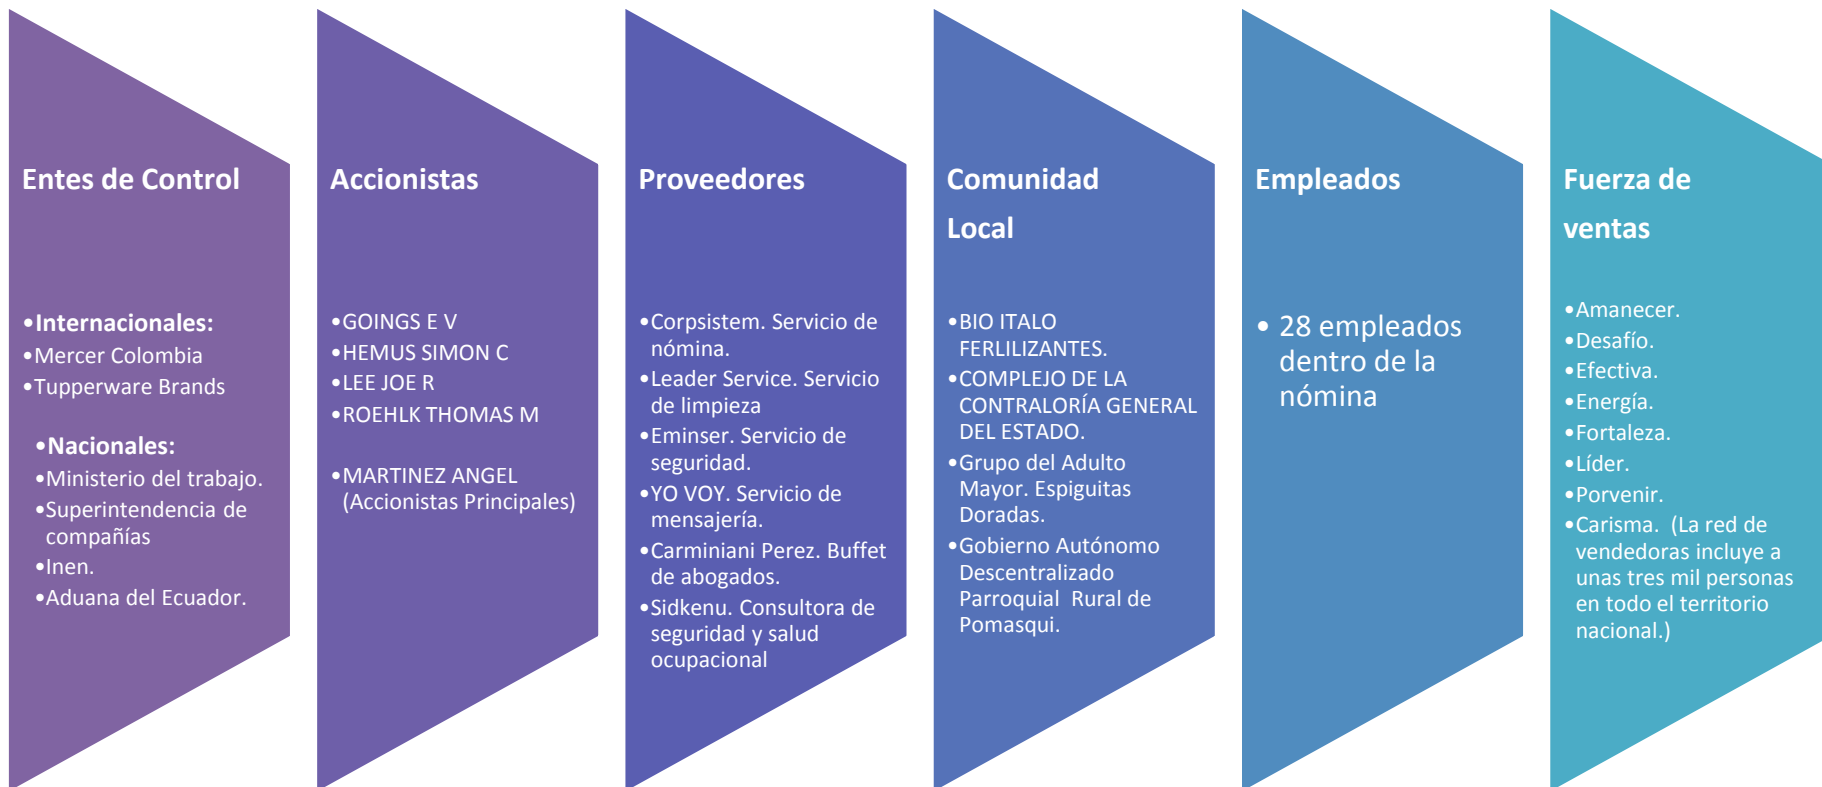 Entes de Control
•Internacionales:
•Mercer Colombia
•Tupperware Brands
•Nacionales:
•Ministerio del trabajo.
•Superintendencia de
compañías
•Inen.
•Aduana del Ecuador.
Accionistas
•GOINGS E V
•HEMUS SIMON C
•LEE JOE R
•ROEHLK THOMAS M
•MARTINEZ ANGEL
(Accionistas Principales)
Proveedores
•Corpsistem. Servicio de
nómina.
•Leader Service. Servicio
de limpieza
•Eminser. Servicio de
seguridad.
•YO VOY. Servicio de
mensajería.
•Carminiani Perez. Buffet
de abogados.
•Sidkenu. Consultora de
seguridad y salud
ocupacional
Comunidad
Local
•BIO ITALO
FERLILIZANTES.
•COMPLEJO DE LA
CONTRALORÍA GENERAL
DEL ESTADO.
•Grupo del Adulto
Mayor. Espiguitas
Doradas.
•Gobierno Autónomo
Descentralizado
Parroquial Rural de
Pomasqui.
Empleados
• 28 empleados
dentro de la
nómina
Fuerza de
ventas
•Amanecer.
•Desafío.
•Efectiva.
•Energía.
•Fortaleza.
•Líder.
•Porvenir.
•Carisma. (La red de
vendedoras incluye a
unas tres mil personas
en todo el territorio
nacional.)